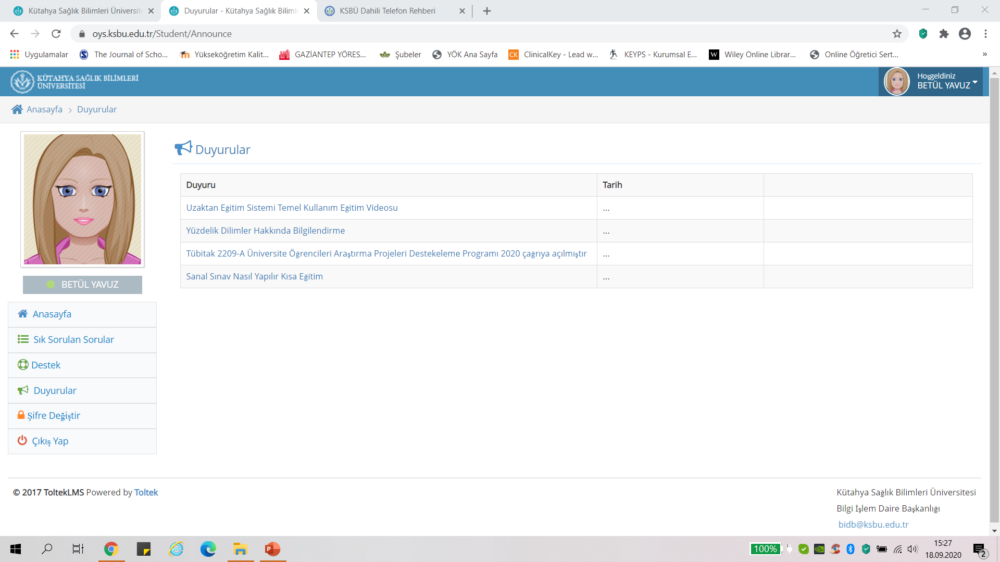 Kütahya Sağlık Bilimleri Üniversite
Duyurular - Kütahya Sağlık Biliml
KSBÜ Dahili Telefon Rehberi
oys.ksbu.edu.tr/Student/Announce
Uygulamalar
The Journal of Scho...
Yükseköğretim Kalit...
GAZİANTEP YÖRES...
Şubeler
YÖK Ana Sayfa
CK
ClinicalKey - Lead w...
KEYPS - Kurumsal E...
W
Wiley Online Librar...
Online Öğretici Sert...
»
KÜTAHYA SAĞLIK BİLİMLERİ
ÜNİVERSİTESİ
Hoşgeldiniz
BETÜL YAVUZ
Anasayfa > Duyurular
Duyurular
Duyuru Tarih
Uzaktan Eğitim Sistemi Temel Kullanım Eğitim Videosu ...
Yüzdelik Dilimler Hakkında Bilgilendirme ...
Tübitak 2209-A Üniversite Öğrencileri Araştırma Projeleri Destekeleme Programı 2020 çağrıya açılmıştır ...
Sanal Sınav Nasıl Yapılır Kısa Eğitim ...
BETÜL YAVUZ
Anasayfa
Sık Sorulan Sorular
Destek
Duyurular
Şifre Değiştir
Çıkış Yap
© 2017 ToltekLMS Powered by Toltek
Kütahya Sağlık Bilimleri Üniversitesi
Bilgi İşlem Daire Başkanlığı
bidb@ksbu.edu.tr
100%
15:27
18.09.2020
2